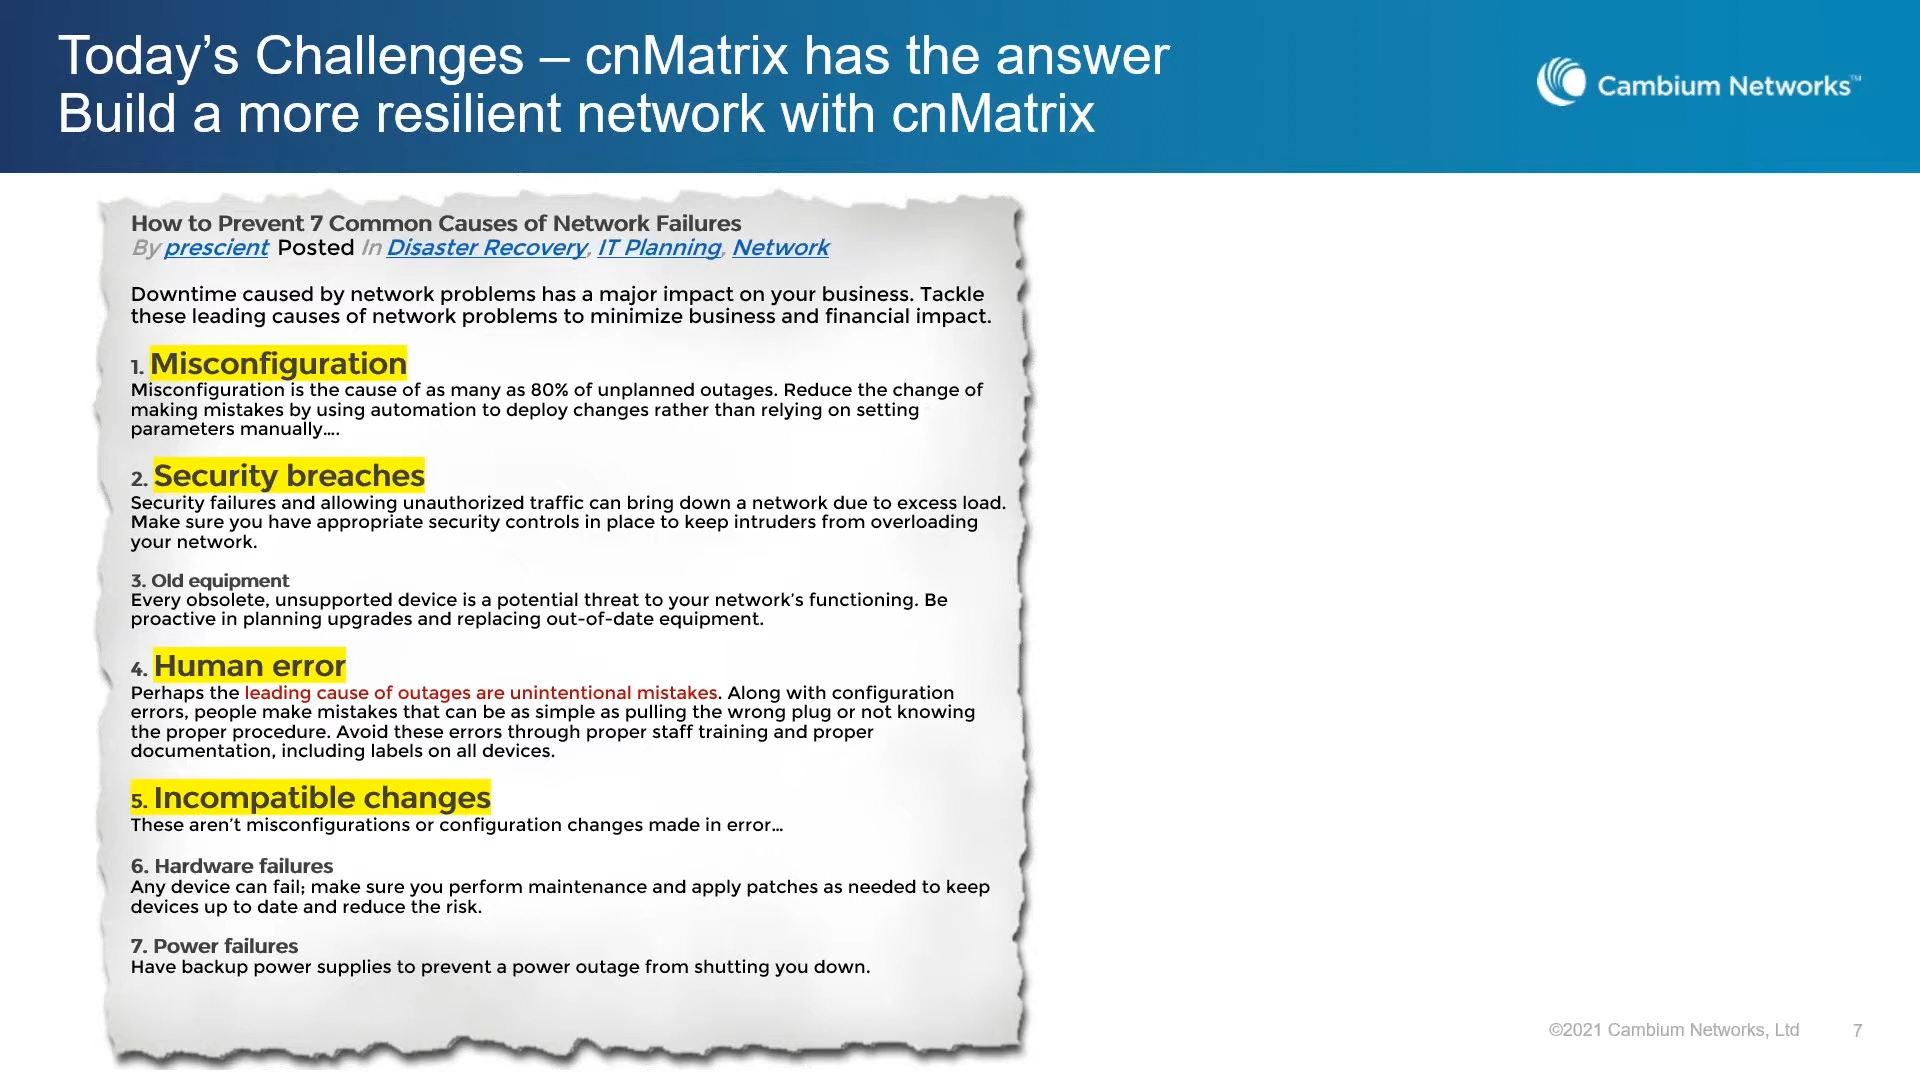 Today’s Challenges – cnMatrix has the answer
Build a more resilient network with cnMatrix
Cambium Networks™
How to Prevent 7 Common Causes of Network Failures
By prescient Posted In Disaster Recovery, IT Planning, Network
Downtime caused by network problems has a major impact on your business. Tackle
these leading causes of network problems to minimize business and financial impact.
1. Misconfiguration
Misconfiguration is the cause of as many as 80% of unplanned outages. Reduce the change of
making mistakes by using automation to deploy changes rather than relying on setting
parameters manually….
2. Security breaches
Security failures and allowing unauthorized traffic can bring down a network due to excess load.
Make sure you have appropriate security controls in place to keep intruders from overloading
your network.
3. Old equipment
Every obsolete, unsupported device is a potential threat to your network’s functioning. Be
proactive in planning upgrades and replacing out-of-date equipment.
4. Human error
Perhaps the leading cause of outages are unintentional mistakes. Along with configuration
errors, people make mistakes that can be as simple as pulling the wrong plug or not knowing
the proper procedure. Avoid these errors through proper staff training and proper
documentation, including labels on all devices.
5. Incompatible changes
These aren’t misconfigurations or configuration changes made in error…
6. Hardware failures
Any device can fail; make sure you perform maintenance and apply patches as needed to keep
devices up to date and reduce the risk.
7. Power failures
Have backup power supplies to prevent a power outage from shutting you down.
©2021 Cambium Networks, Ltd 7